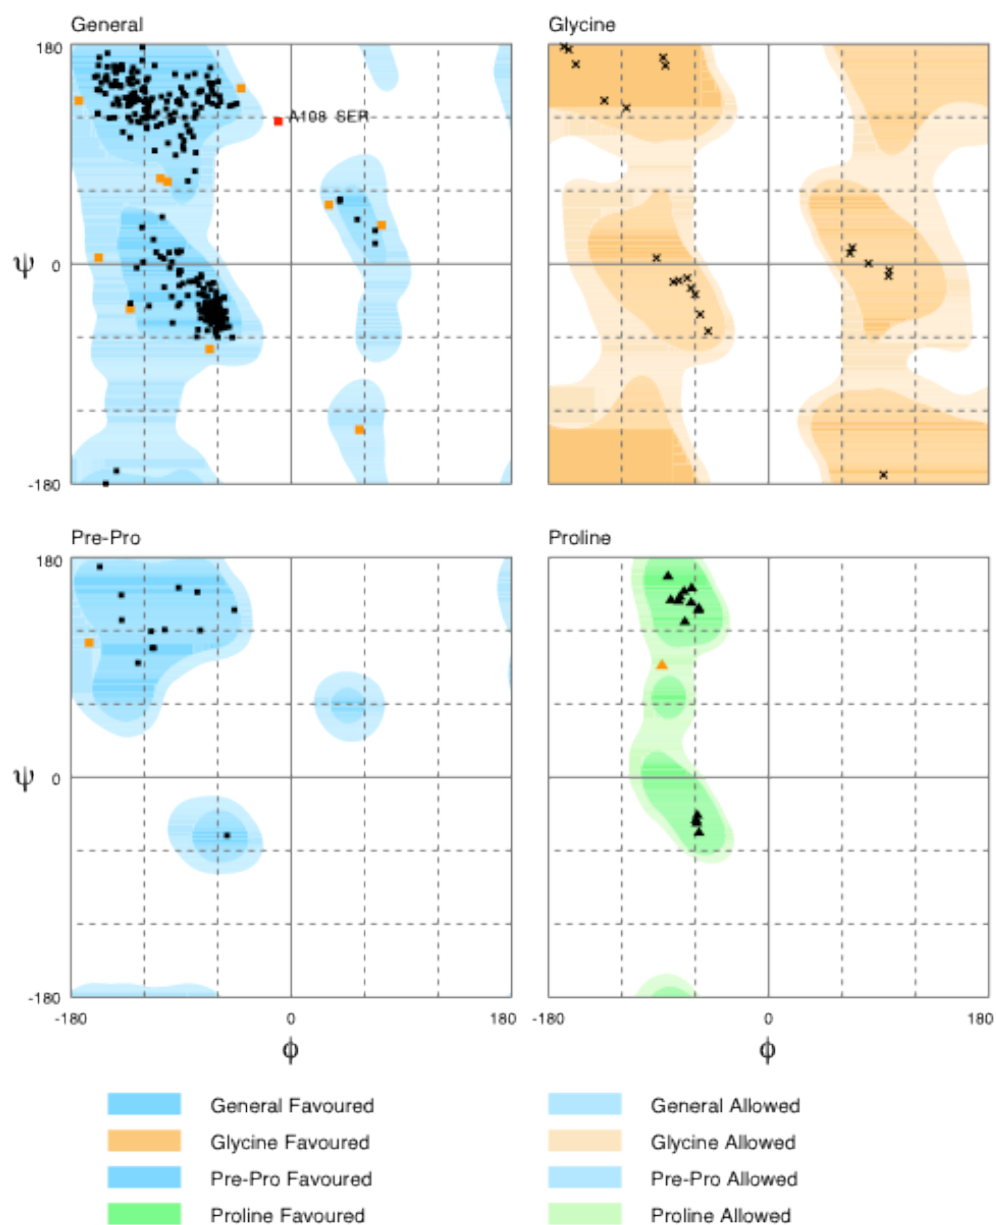 General Glycine
180
A108 SER
ψ 0
-180
Pre-Pro Proline
180
ψ 0
-180
-180 0 180 -180 0 180
ϕ ϕ
General Favoured General Allowed
Glycine Favoured Glycine Allowed
Pre-Pro Favoured Pre-Pro Allowed
Proline Favoured Proline Allowed